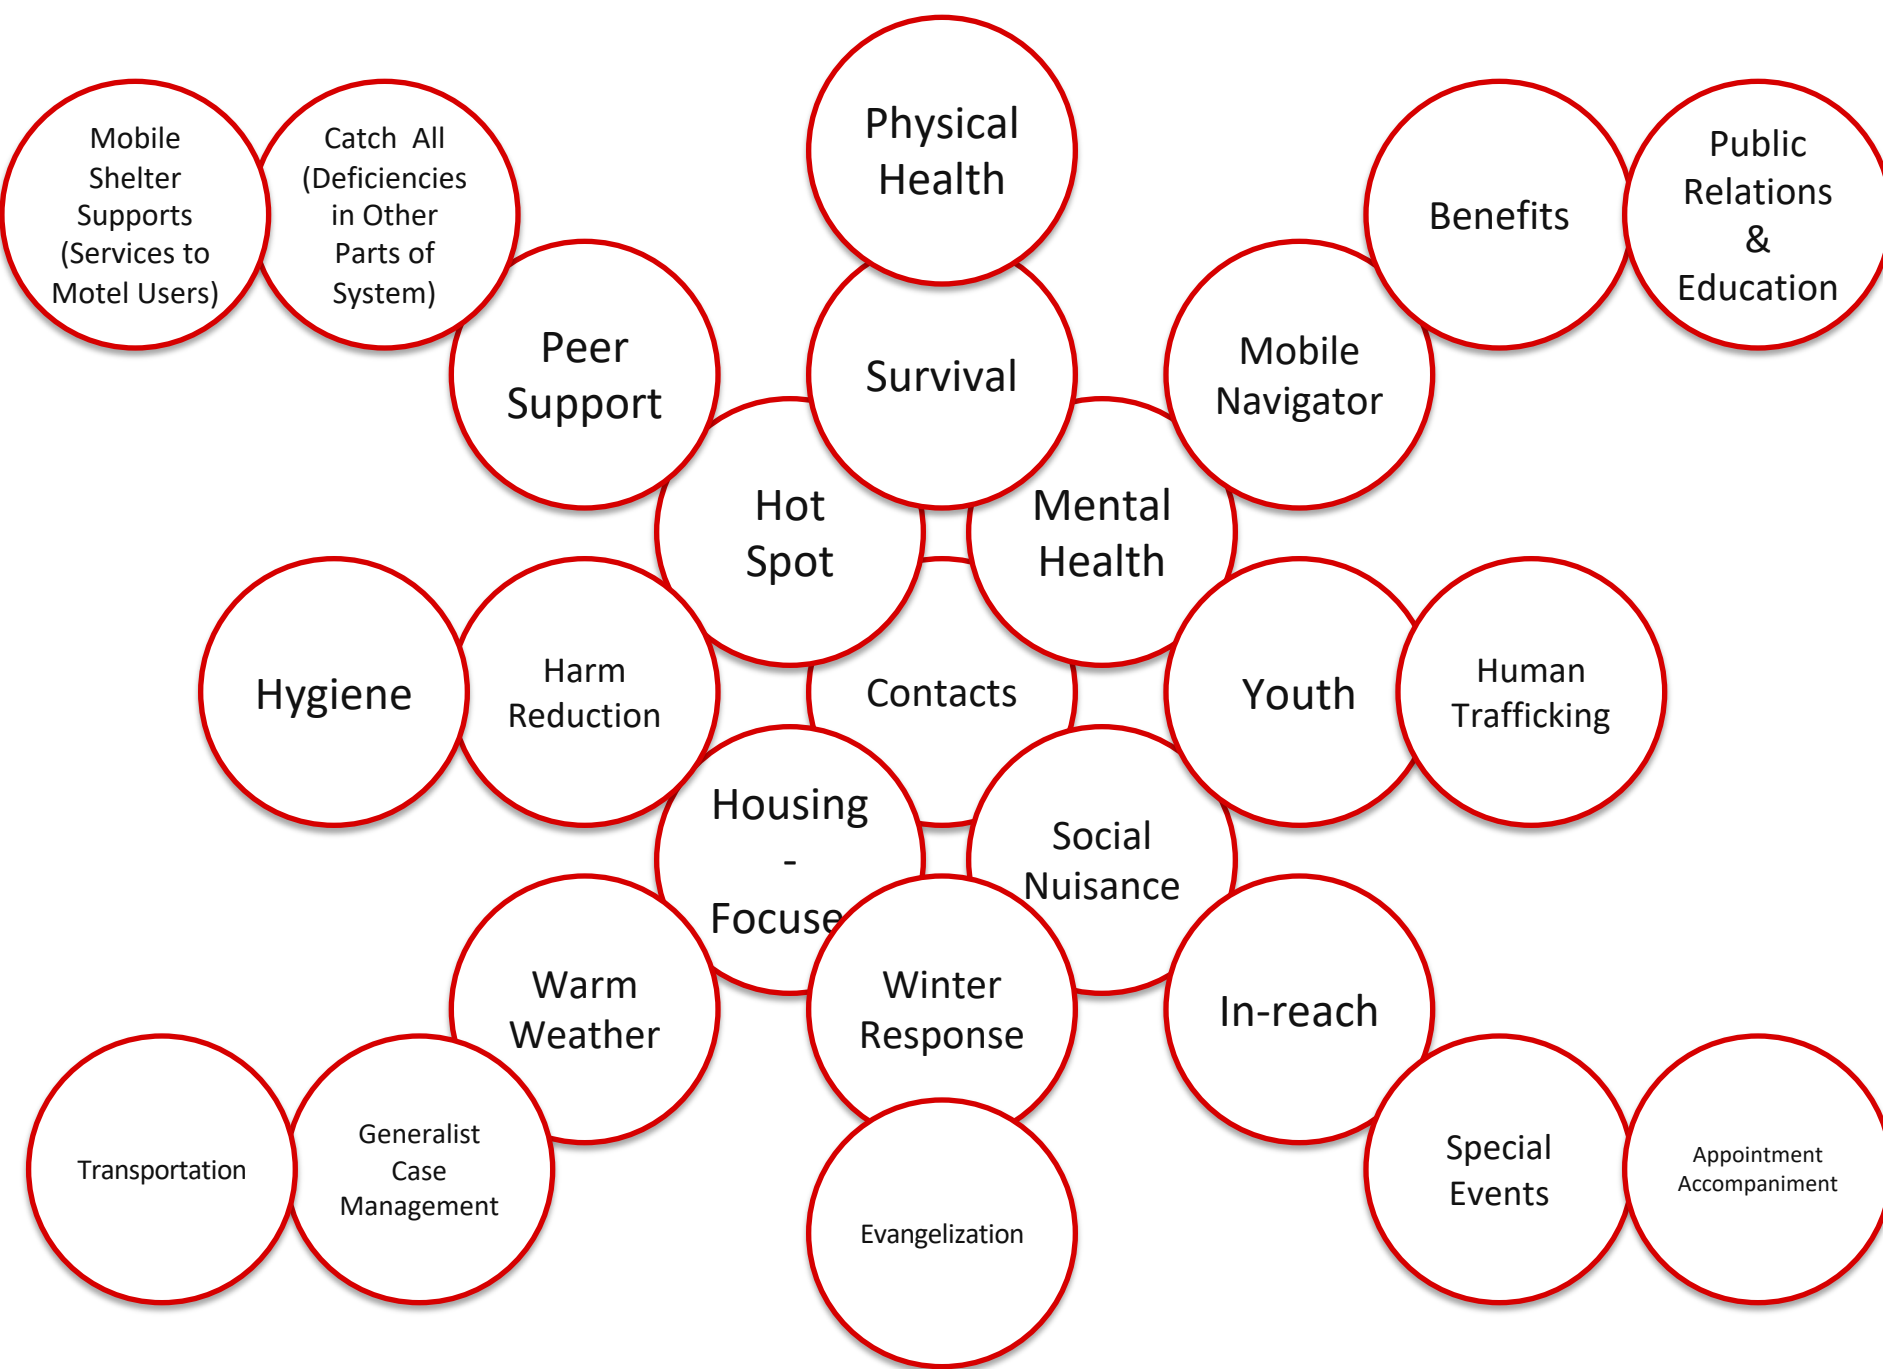 Physical
Health
Mobile
Shelter
Supports
(Services to
Motel Users)
Catch All
(Deficiencies
in Other
Parts of
System)
Benefits
Public
Relations
&
Education
Peer
Support
Survival
Mobile
Navigator
Hot
Spot
Mental
Health
Hygiene
Harm
Reduction
Contacts
Youth
Human
Trafficking
Housing
-
Focuse
Social
Nuisance
Warm
Weather
Winter
Response
In-reach
Transportation
Generalist
Case
Management
Evangelization
Special
Events
Appointment
Accompaniment